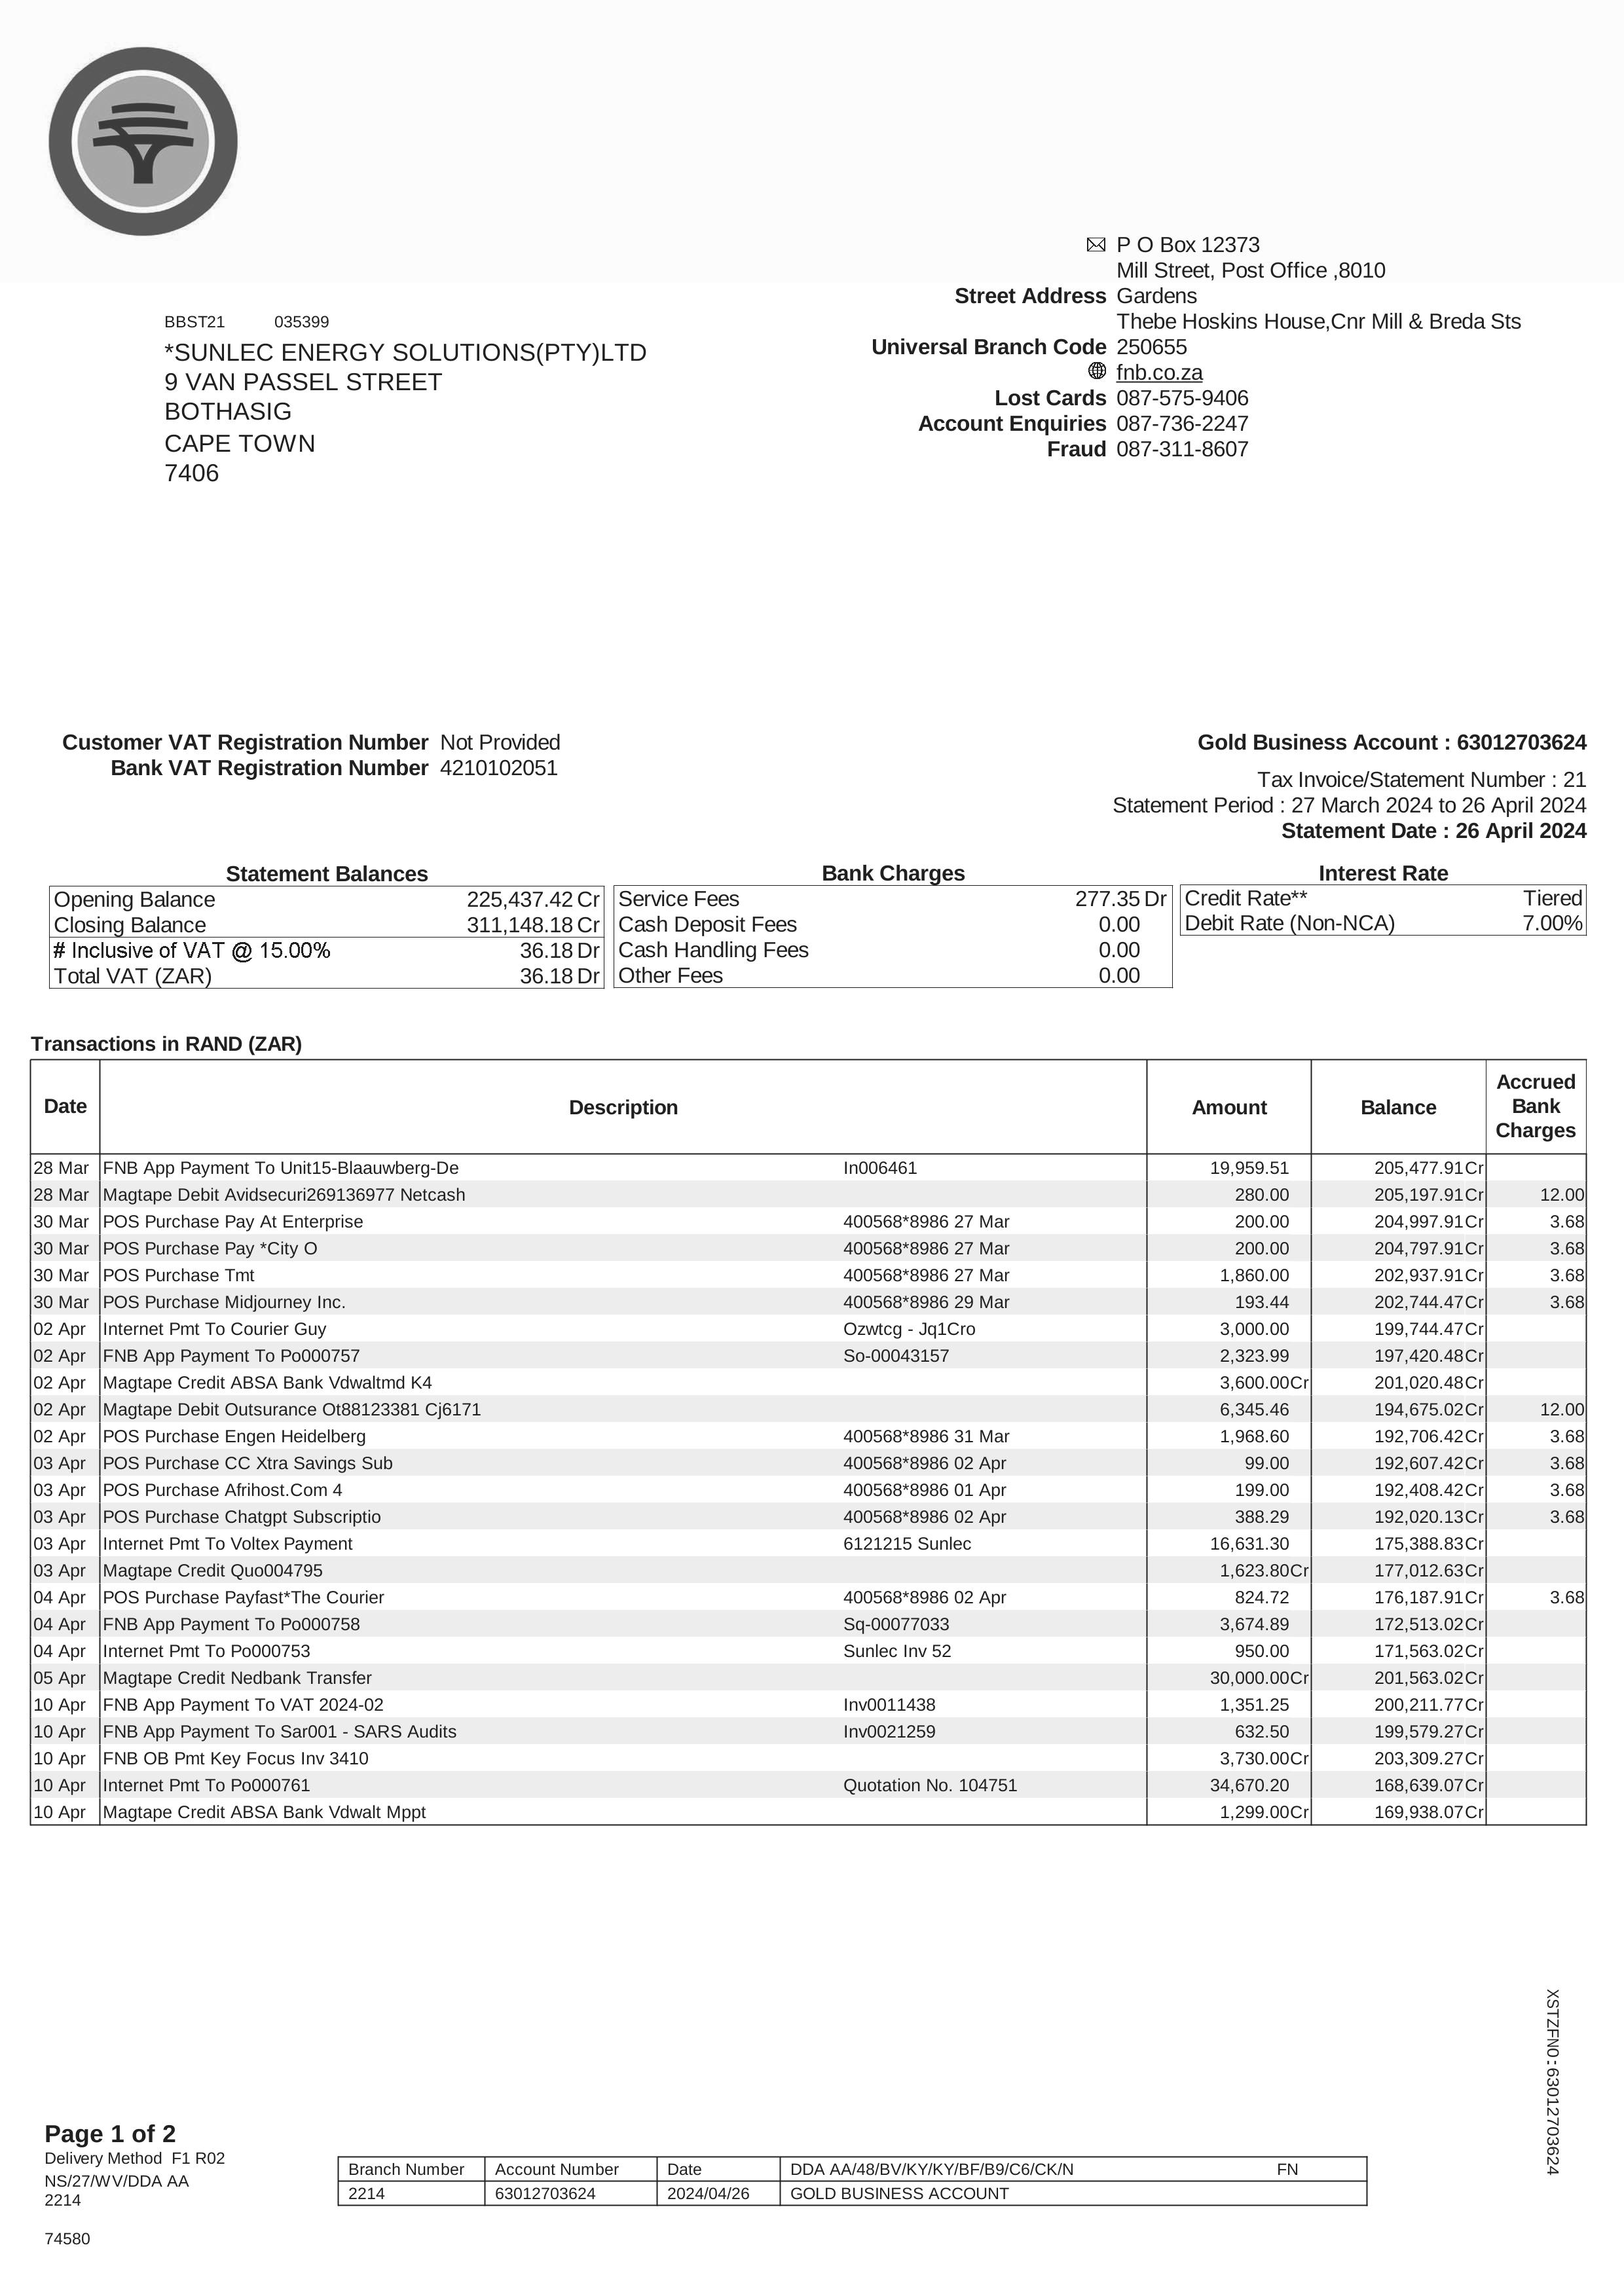 P O Box 12373
Mill Street, Post Office ,8010
Street Address Gardens
Thebe Hoskins House,Cnr Mill & Breda Sts
Universal Branch Code 250655
fnb.co.za
Lost Cards 087-575-9406
Account Enquiries 087-736-2247
Fraud 087-311-8607
BBST21 035399
*SUNLEC ENERGY SOLUTIONS(PTY)LTD
9 VAN PASSEL STREET
BOTHASIG
CAPE TOWN
7406
Customer VAT Registration Number Not Provided
Bank VAT Registration Number 4210102051
Gold Business Account : 63012703624
Tax Invoice/Statement Number : 21
Statement Period : 27 March 2024 to 26 April 2024
Statement Date : 26 April 2024
Statement Balances
Opening Balance 225,437.42 Cr
Closing Balance 311,148.18 Cr
# Inclusive of VAT @ 15.00% 36.18 Dr
Total VAT (ZAR) 36.18 Dr
Bank Charges
Service Fees 277.35 Dr
Cash Deposit Fees 0.00
Cash Handling Fees 0.00
Other Fees 0.00
Interest Rate
Credit Rate** Tiered
Debit Rate (Non-NCA) 7.00%
Transactions in RAND (ZAR)
Date Description Amount Balance Accrued Bank Charges
28 Mar FNB App Payment To Unit15-Blaauwberg-De In006461 19,959.51 205,477.91Cr
28 Mar Magtape Debit Avidsecuri269136977 Netcash 280.00 205,197.91Cr 12.00
30 Mar POS Purchase Pay At Enterprise 400568*8986 27 Mar 200.00 204,997.91Cr 3.68
30 Mar POS Purchase Pay *City O 400568*8986 27 Mar 200.00 204,797.91Cr 3.68
30 Mar POS Purchase Tmt 400568*8986 27 Mar 1,860.00 202,937.91Cr 3.68
30 Mar POS Purchase Midjourney Inc. 400568*8986 29 Mar 193.44 202,744.47Cr 3.68
02 Apr Internet Pmt To Courier Guy Ozwtcg - Jq1Cro 3,000.00 199,744.47Cr
02 Apr FNB App Payment To Po000757 So-00043157 2,323.99 197,420.48Cr
02 Apr Magtape Credit ABSA Bank Vdwaltmd K4 3,600.00Cr 201,020.48Cr
02 Apr Magtape Debit Outsurance Ot88123381 Cj6171 6,345.46 194,675.02Cr 12.00
02 Apr POS Purchase Engen Heidelberg 400568*8986 31 Mar 1,968.60 192,706.42Cr 3.68
03 Apr POS Purchase CC Xtra Savings Sub 400568*8986 02 Apr 99.00 192,607.42Cr 3.68
03 Apr POS Purchase Afrihost.Com 4 400568*8986 01 Apr 199.00 192,408.42Cr 3.68
03 Apr POS Purchase Chatgpt Subscriptio 400568*8986 02 Apr 388.29 192,020.13Cr 3.68
03 Apr Internet Pmt To Voltex Payment 6121215 Sunlec 16,631.30 175,388.83Cr
03 Apr Magtape Credit Quo004795 1,623.80Cr 177,012.63Cr
04 Apr POS Purchase Payfast*The Courier 400568*8986 02 Apr 824.72 176,187.91Cr 3.68
04 Apr FNB App Payment To Po000758 Sq-00077033 3,674.89 172,513.02Cr
04 Apr Internet Pmt To Po000753 Sunlec Inv 52 950.00 171,563.02Cr
05 Apr Magtape Credit Nedbank Transfer 30,000.00Cr 201,563.02Cr
10 Apr FNB App Payment To VAT 2024-02 Inv0011438 1,351.25 200,211.77Cr
10 Apr FNB App Payment To Sar001 - SARS Audits Inv0021259 632.50 199,579.27Cr
10 Apr FNB OB Pmt Key Focus Inv 3410 3,730.00Cr 203,309.27Cr
10 Apr Internet Pmt To Po000761 Quotation No. 104751 34,670.20 168,639.07Cr
10 Apr Magtape Credit ABSA Bank Vdwalt Mppt 1,299.00Cr 169,938.07Cr
XSTZFN0:63012703624
Page 1 of 2
Delivery Method F1 R02
NS/27/WV/DDA AA
2214
Branch Number Account Number Date DDA AA/48/BV/KY/KY/BF/B9/C6/CK/N FN
2214 63012703624 2024/04/26 GOLD BUSINESS ACCOUNT
74580